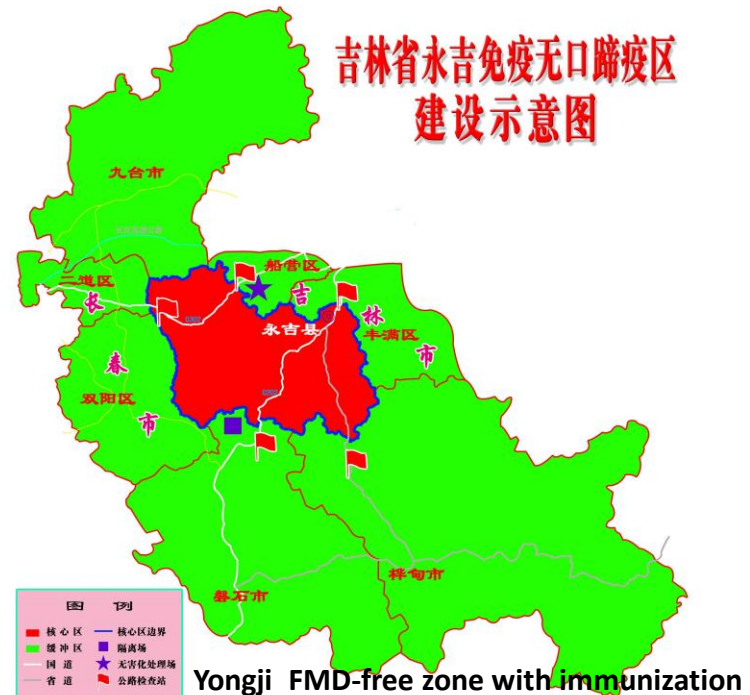 吉林省永吉免疫无口蹄疫区
建设示意图
九台市
二道区
船营区
长
吉
永吉县
林
丰满区
市
春
双阳区
市
桦甸市
磐石市
图 例
核心区 核心区边界
缓冲区 隔离场
国道 无害化处理场
省道 公路检查站
Yongji FMD-free zone with immunization